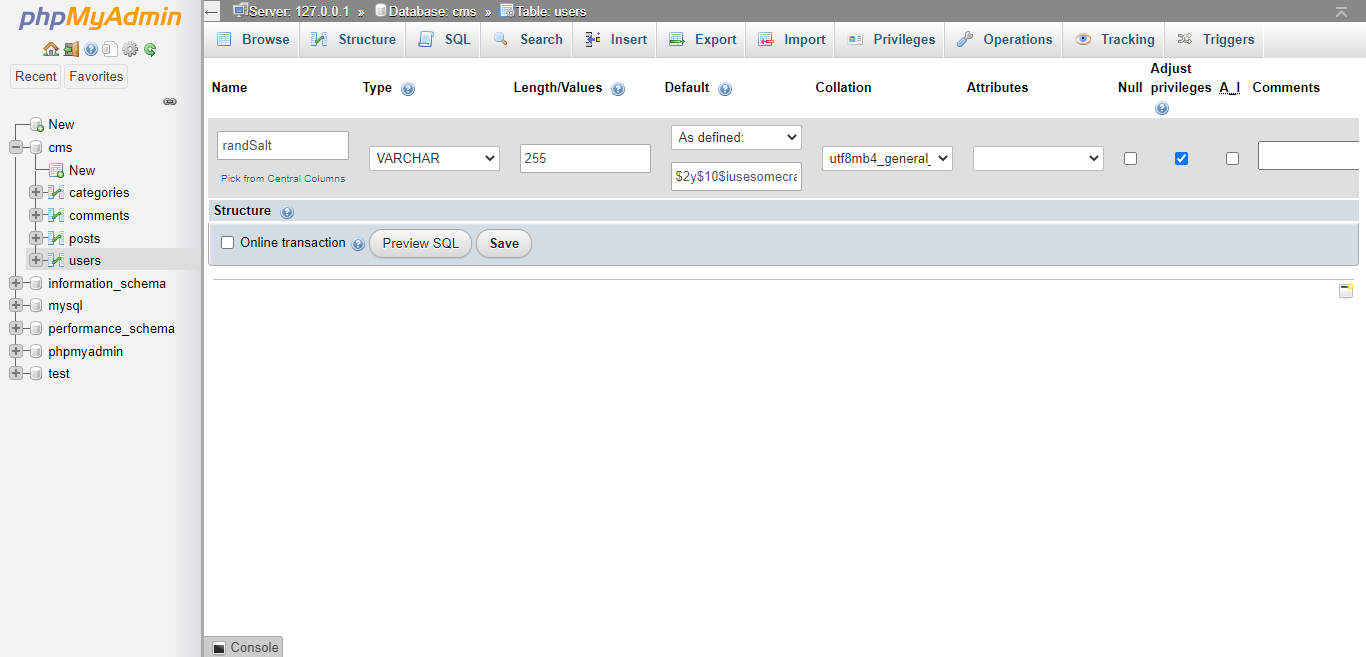 phpMyAdmin
Recent
Favorites
New
cms
New
categories
comments
posts
users
information_schema
mysql
performance_schema
phpmyadmin
test
Server: 127.0.0.1 » Database: cms » Table: users
Browse Structure SQL Search Insert Export Import Privileges Operations Tracking Triggers
Name Type Length/Values Default Collation Attributes Null Adjust privileges A_I Comments
randSalt VARCHAR 255 As defined: utf8mb4_general_
$2y$10$iusesomecra
Pick from Central Columns
Structure
Online transaction Preview SQL Save
Console